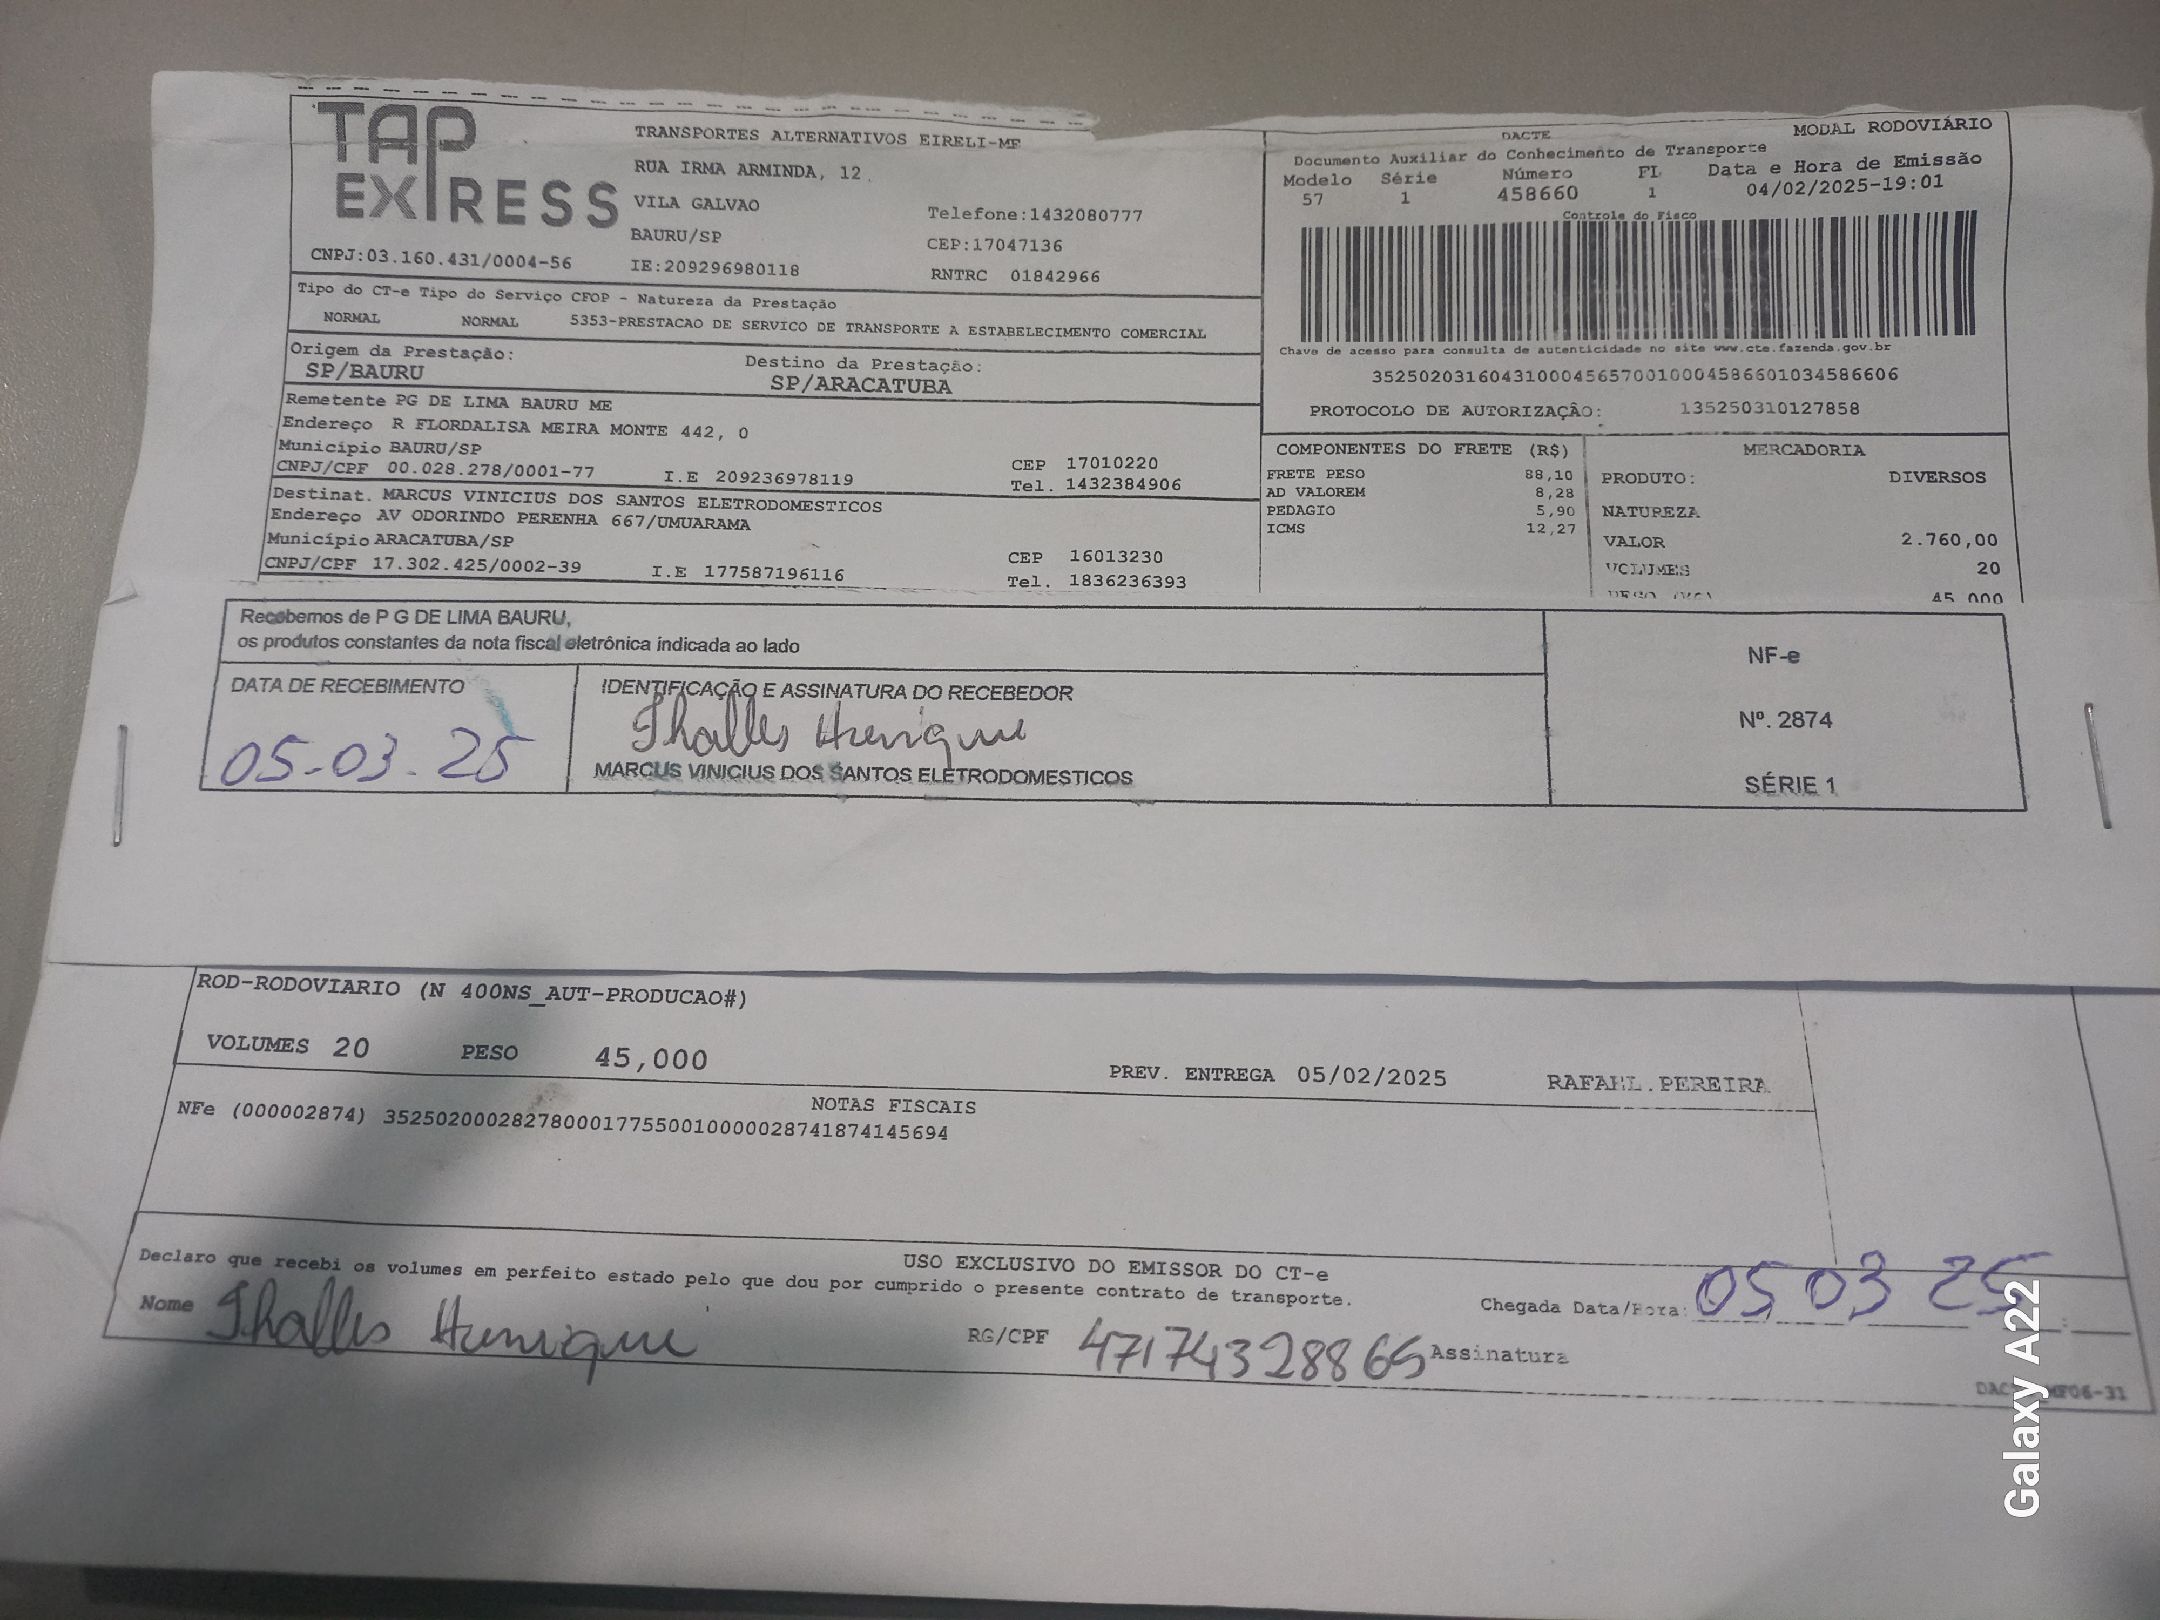 TAP
EXPRESS
TRANSPORTES ALTERNATIVOS EIRELI-ME
RUA IRMA ARMINDA, 12
VILA GALVAO
Telefone:1432080777
BAURU/SP
CEP:17047136
CNPJ:03.160.431/0004-56
IE:209296980118
RNTRC 01842966
DACTE
MODAL RODOVIÁRIO
Documento Auxiliar do Conhecimento de Transporte
Modelo Série Número FL Data e Hora de Emissão
57 1 458660 1 04/02/2025-19:01
Controle do Fisco
Chave de acesso para consulta de autenticidade no site www.cte.fazenda.gov.br
35250203160431000456570010004586601034586606
PROTOCOLO DE AUTORIZAÇÃO: 135250310127858
Tipo do CT-e Tipo do Serviço CFOP - Natureza da Prestação
NORMAL NORMAL 5353-PRESTACAO DE SERVICO DE TRANSPORTE A ESTABELECIMENTO COMERCIAL
Origem da Prestação: Destino da Prestação:
SP/BAURU SP/ARACATUBA
Remetente PG DE LIMA BAURU ME
Endereço R FLORDALISA MEIRA MONTE 442, 0
Município BAURU/SP CEP 17010220
CNPJ/CPF 00.028.278/0001-77 I.E 209236978119 Tel. 1432384906
Destinat. MARCUS VINICIUS DOS SANTOS ELETRODOMESTICOS
Endereço AV ODORINDO PERENHA 667/UMUARAMA
Município ARACATUBA/SP CEP 16013230
CNPJ/CPF 17.302.425/0002-39 I.E 177587196116 Tel. 1836236393
COMPONENTES DO FRETE (R$)
FRETE PESO 88,10
AD VALOREM 8,28
PEDAGIO 5,90
ICMS 12,27
MERCADORIA
PRODUTO: DIVERSOS
NATUREZA
VALOR 2.760,00
VOLUMES 20
45,000
Recebemos de P G DE LIMA BAURU,
os produtos constantes da nota fiscal eletrônica indicada ao lado
DATA DE RECEBIMENTO
05-03.25
IDENTIFICAÇÃO E ASSINATURA DO RECEBEDOR
Thalles Henrique
MARCUS VINICIUS DOS SANTOS ELETRODOMESTICOS
NF-e
Nº. 2874
SÉRIE 1
ROD-RODOVIARIO (N 400NS_AUT-PRODUCAO#)
VOLUMES 20 PESO 45,000 PREV. ENTREGA 05/02/2025 RAFAEL.PEREIRA
NOTAS FISCAIS
NFe (000002874) 35250200028278000177550010000028741874145694
USO EXCLUSIVO DO EMISSOR DO CT-e
Declaro que recebi os volumes em perfeito estado pelo que dou por cumprido o presente contrato de transporte.
Chegada Data/Hora: 05 03 25
Nome Thalles Henrique RG/CPF 47174328865 Assinatura
Galaxy A22